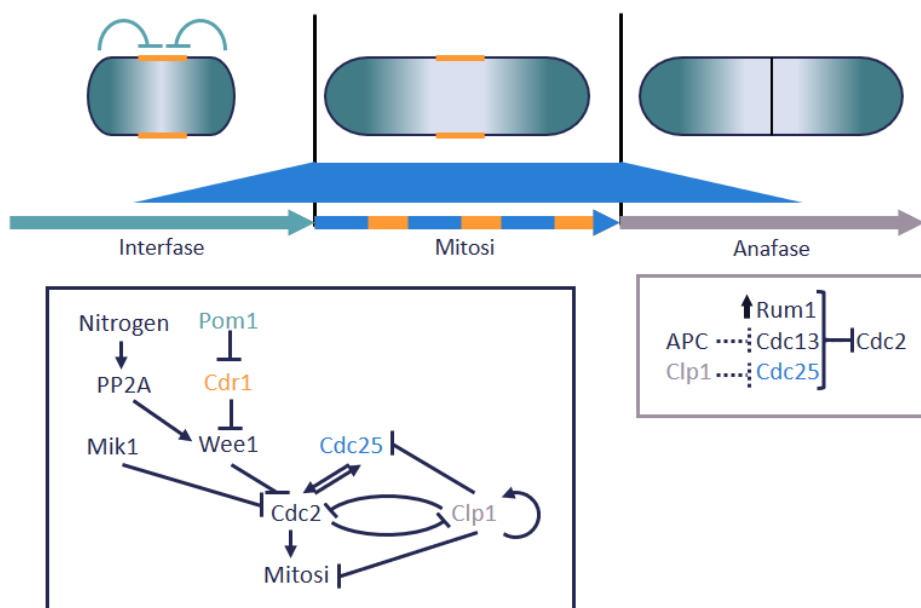 Interfase
Mitosi
Anafase
Nitrogen
Pom1
PP2A
Cdr1
Mik1
Wee1
Cdc25
Cdc2
Clp1
Mitosi
Rum1
APC
Cdc13
Cdc2
Clp1
Cdc25